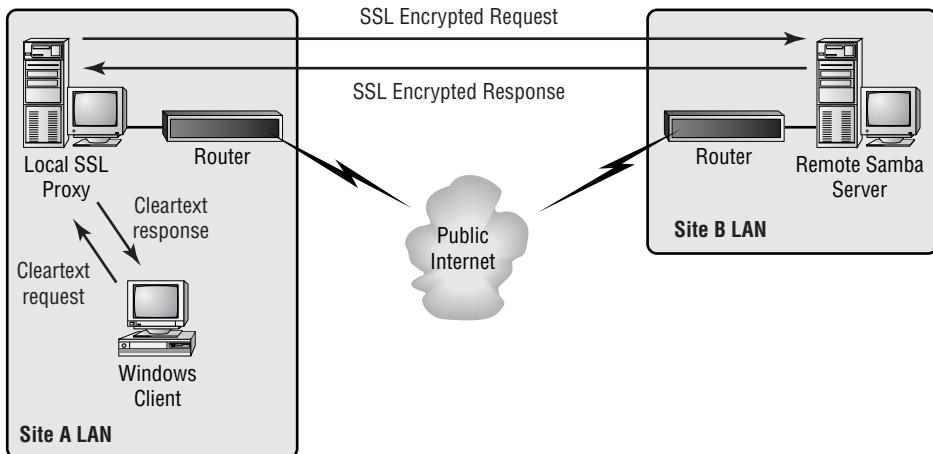 SSL Encrypted Request
SSL Encrypted Response
Local SSL
Proxy
Router
Cleartext
response
Cleartext
request
Windows
Client
Site A LAN
Public
Internet
Router
Remote Samba
Server
Site B LAN